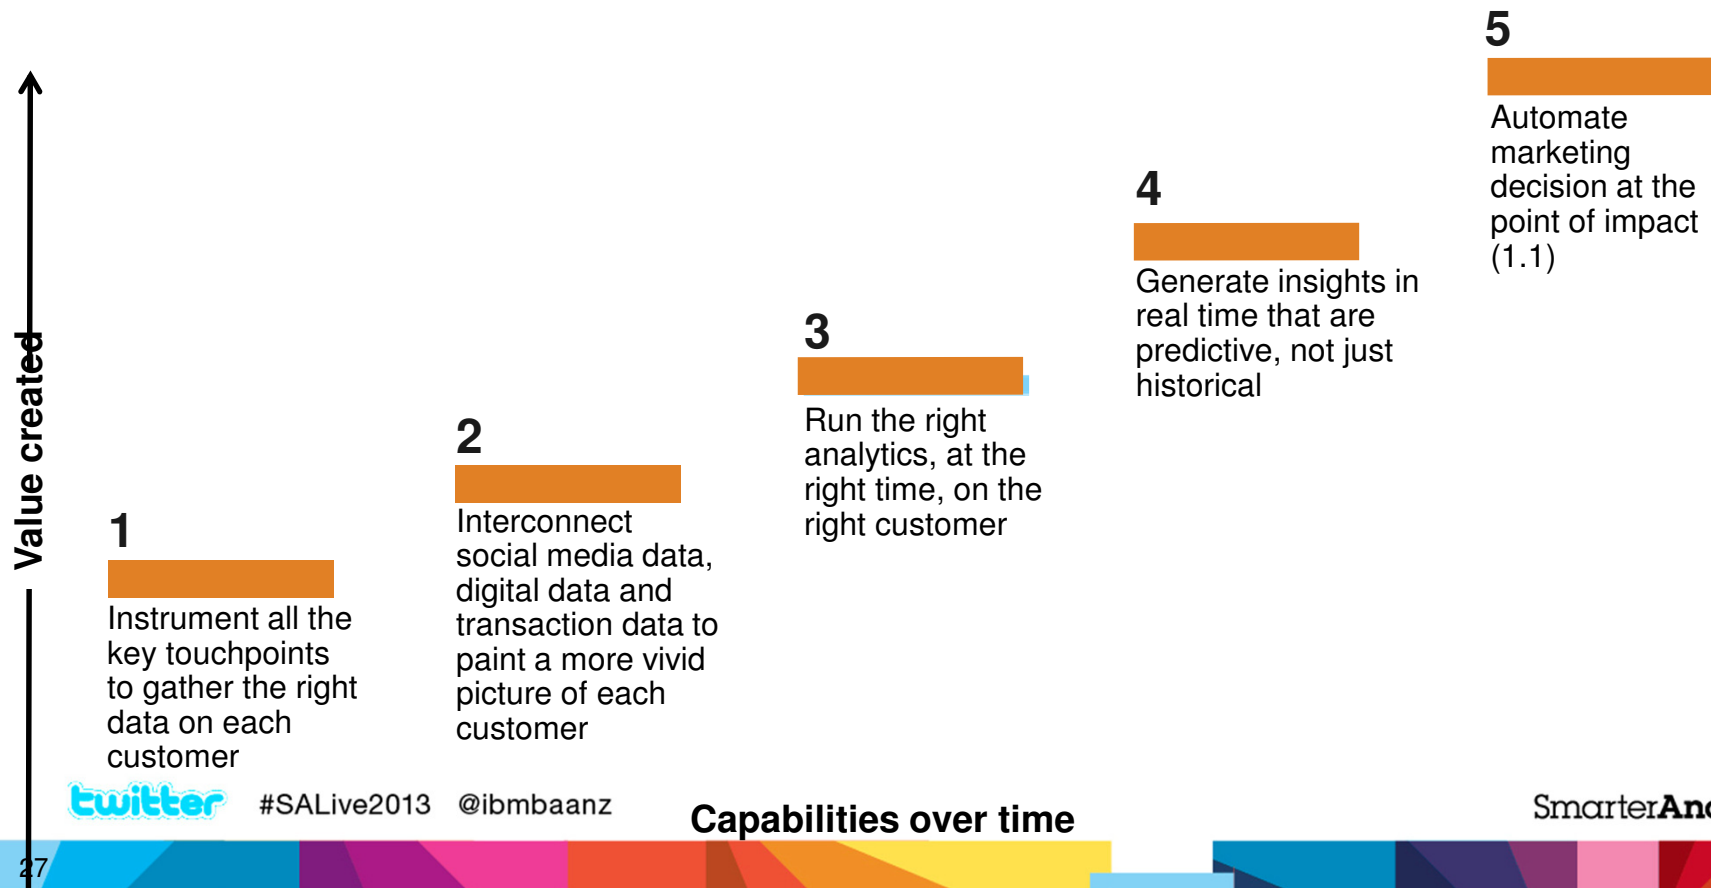 5
Automate
marketing
decision at the
point of impact
(1.1)
4
Generate insights in
real time that are
predictive, not just
historical
3
Run the right
analytics, at the
right time, on the
right customer
2
Interconnect
social media data,
digital data and
transaction data to
paint a more vivid
picture of each
customer
1
Instrument all the
key touchpoints
to gather the right
data on each
customer
Value created
twitter #SALive2013 @ibmbaanz
Capabilities over time
SmarterAn
27